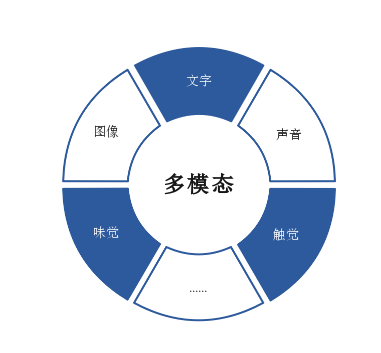 文字
图像
声音
多模态
味觉
触觉
......